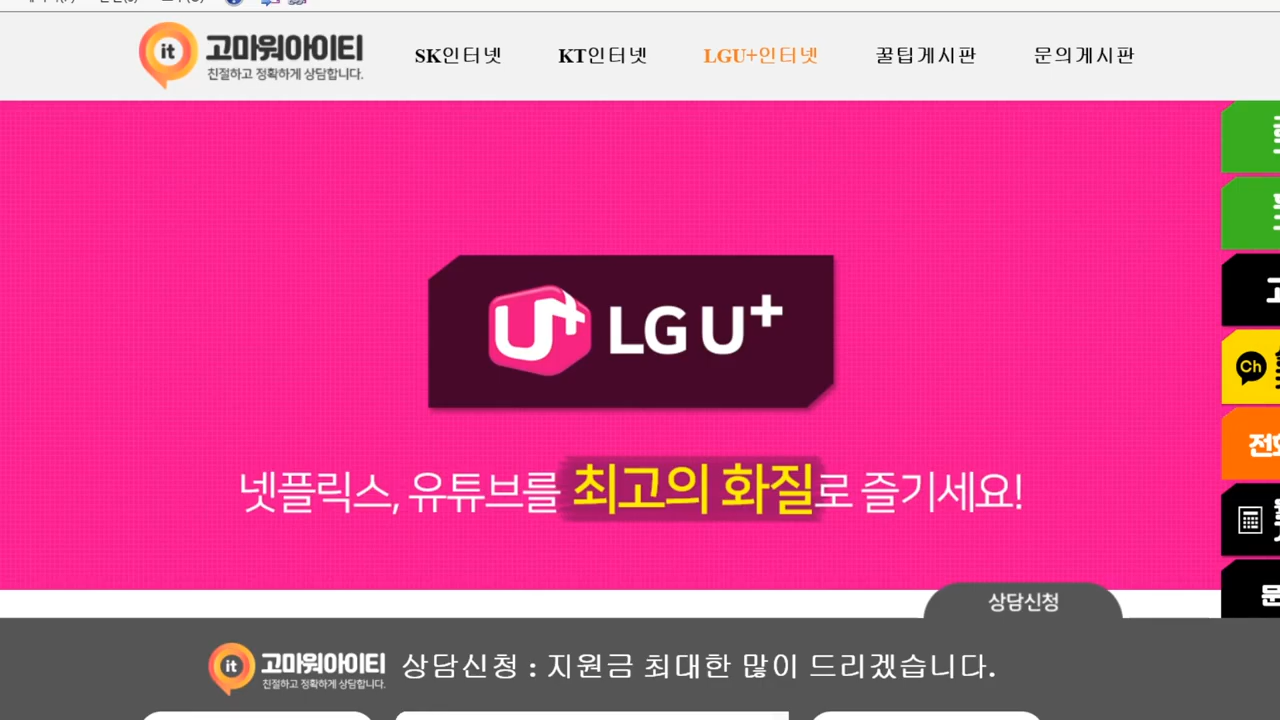 it 고마워아이티
친절하고 정확하게 상담합니다.
SK인터넷 KT인터넷 LGU+인터넷 꿀팁게시판 문의게시판
U+ LG U+
넷플릭스, 유튜브를 최고의 화질로 즐기세요!
Ch
상담신청
it 고마워아이티
친절하고 정확하게 상담합니다.
상담신청 : 지원금 최대한 많이 드리겠습니다.